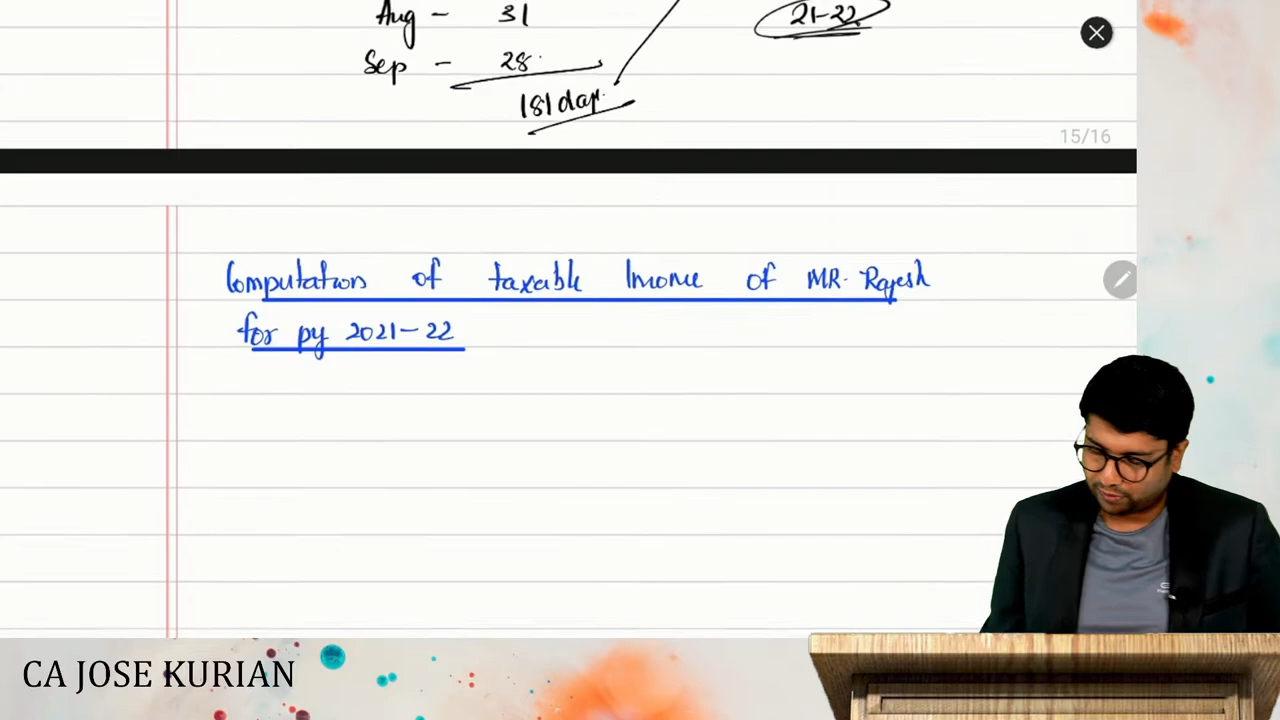 Aug - 31
21-22
Sep - 28
181 day
15/16
Computation of taxable Income of MR. Rajesh
for py 2021-22
CA JOSE KURIAN